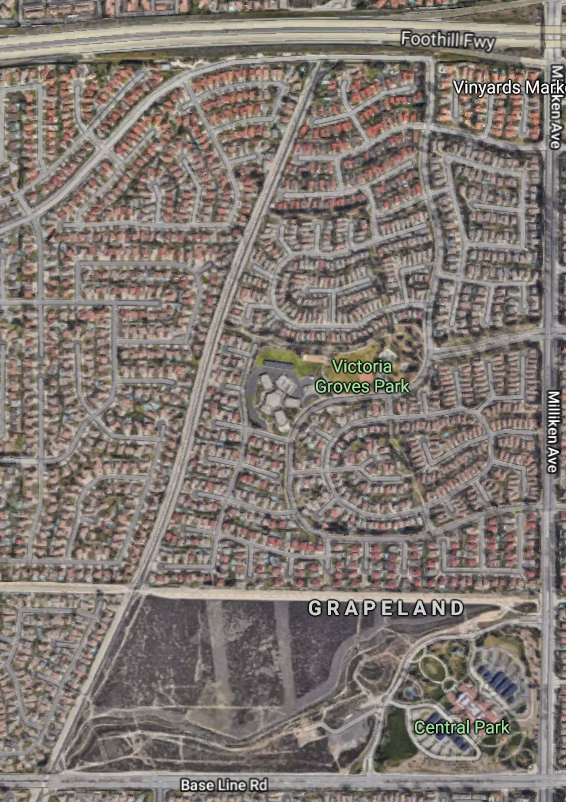 Foothill Fwy
Vinyards Mark
Milliken Ave
Victoria
Groves Park
Milliken Ave
GRAPELAND
Central Park
Base Line Rd